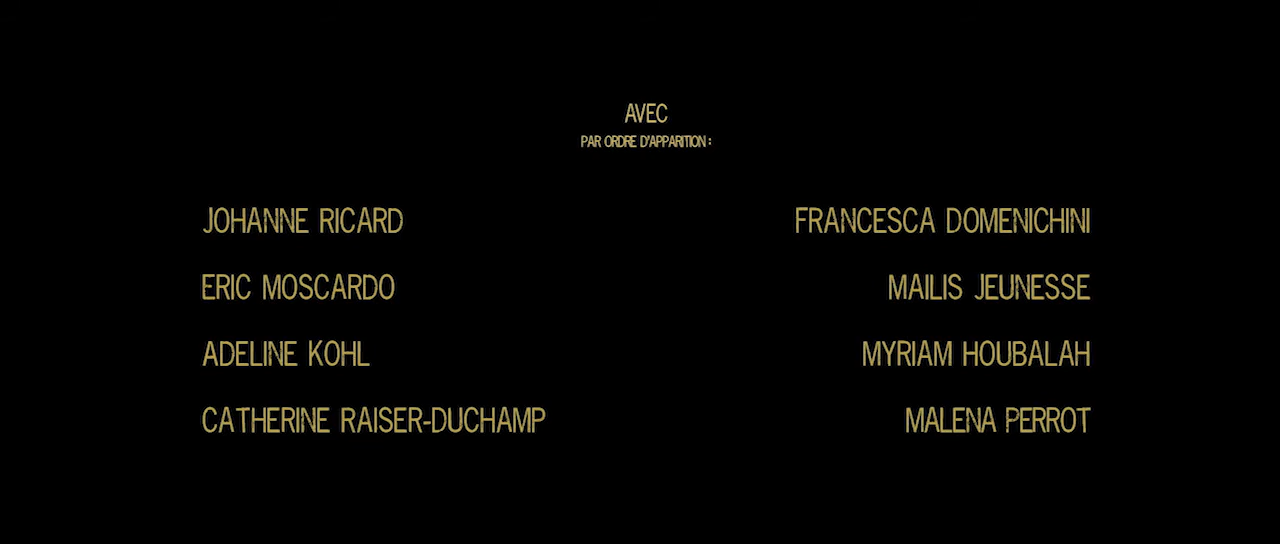 AVEC
PAR ORDRE D'APPARITION :
JOHANNE RICARD
FRANCESCA DOMENICHINI
ERIC MOSCARDO
MAILIS JEUNESSE
ADELINE KOHL
MYRIAM HOUBALAH
CATHERINE RAISER-DUCHAMP
MALENA PERROT